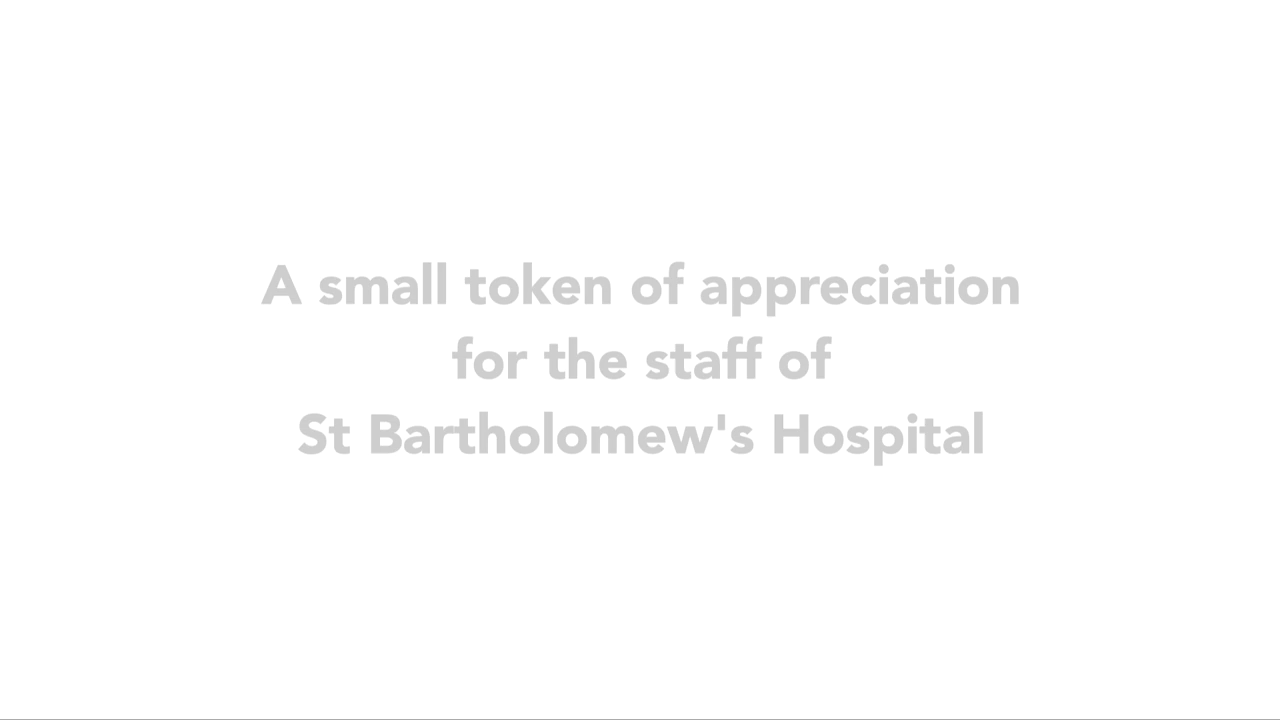 A small token of appreciation
for the staff of
St Bartholomew's Hospital